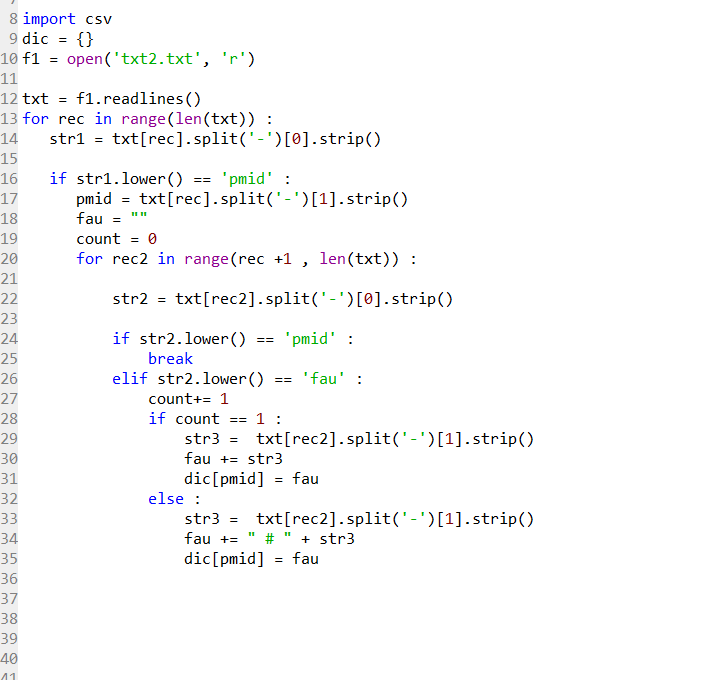 8 import csv
9 dic = {}
10 f1 = open('txt2.txt', 'r')
11
12 txt = f1.readlines()
13 for rec in range(len(txt)) :
14    str1 = txt[rec].split('-')[0].strip()
15
16    if str1.lower() == 'pmid' :
17       pmid = txt[rec].split('-')[1].strip()
18       fau = ""
19       count = 0
20       for rec2 in range(rec +1 , len(txt)) :
21
22           str2 = txt[rec2].split('-')[0].strip()
23
24           if str2.lower() == 'pmid' :
25               break
26           elif str2.lower() == 'fau' :
27               count+= 1
28               if count == 1 :
29                   str3 =  txt[rec2].split('-')[1].strip()
30                   fau += str3
31                   dic[pmid] = fau
32               else :
33                   str3 =  txt[rec2].split('-')[1].strip()
34                   fau += " # " + str3
35                   dic[pmid] = fau
36
37
38
39
40
41